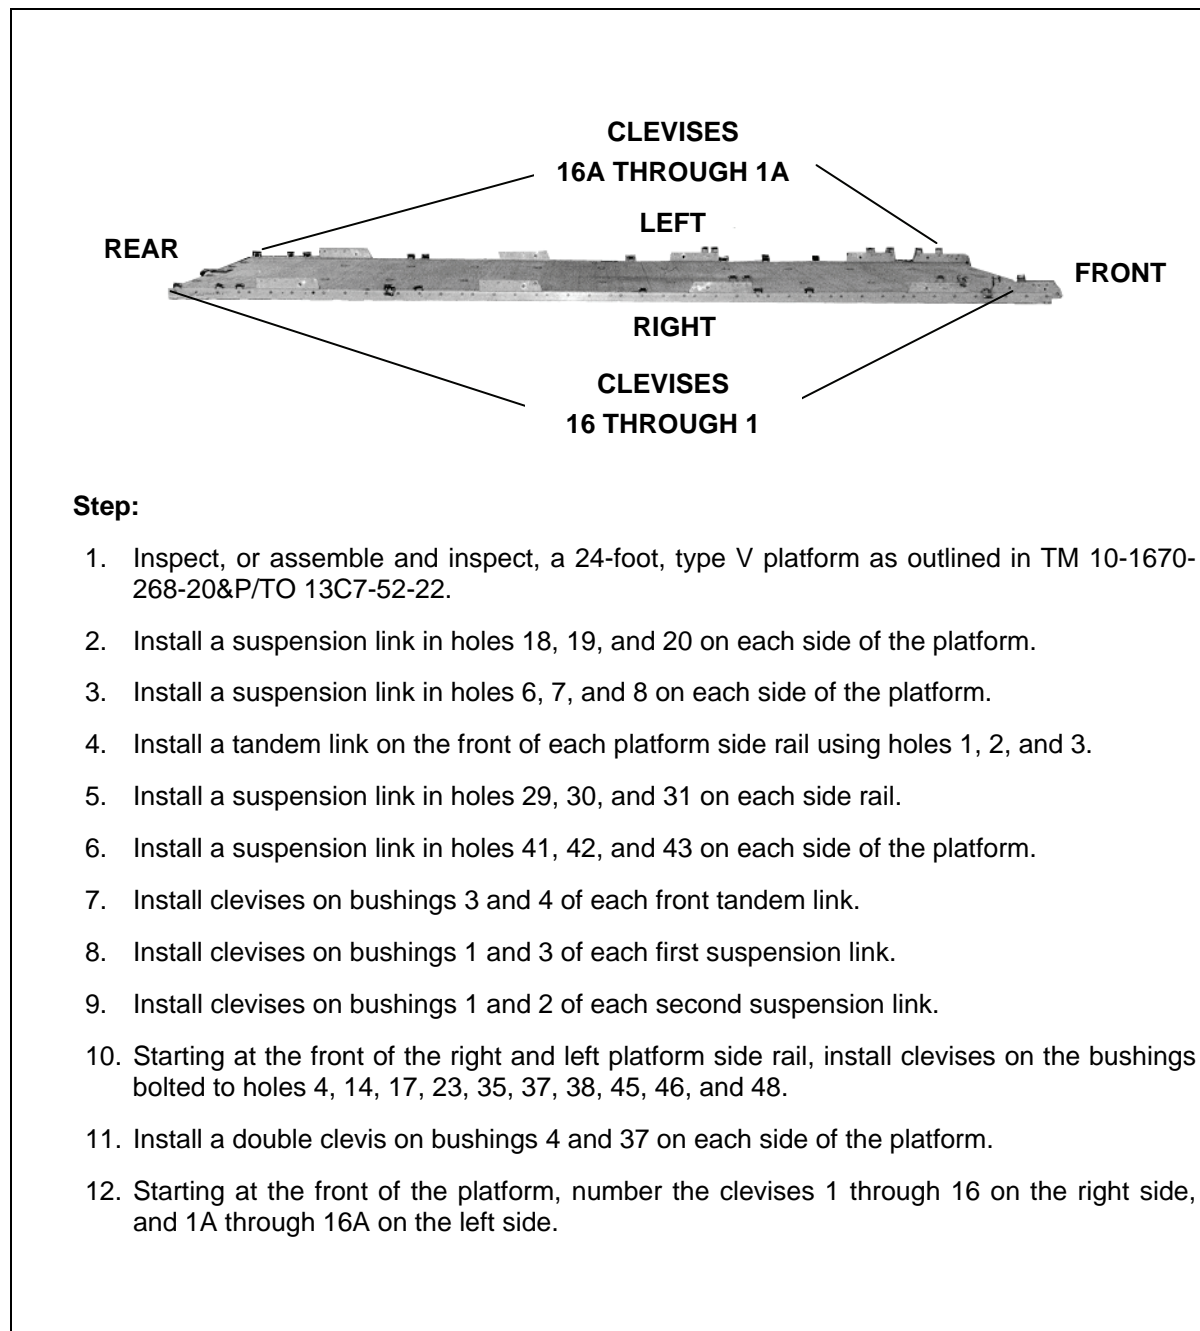 CLEVISES
16A THROUGH 1A
LEFT
REAR
FRONT
RIGHT
CLEVISES
16 THROUGH 1
Step:
1. Inspect, or assemble and inspect, a 24-foot, type V platform as outlined in TM 10-1670-
268-20&P/TO 13C7-52-22.
2. Install a suspension link in holes 18, 19, and 20 on each side of the platform.
3. Install a suspension link in holes 6, 7, and 8 on each side of the platform.
4. Install a tandem link on the front of each platform side rail using holes 1, 2, and 3.
5. Install a suspension link in holes 29, 30, and 31 on each side rail.
6. Install a suspension link in holes 41, 42, and 43 on each side of the platform.
7. Install clevises on bushings 3 and 4 of each front tandem link.
8. Install clevises on bushings 1 and 3 of each first suspension link.
9. Install clevises on bushings 1 and 2 of each second suspension link.
10. Starting at the front of the right and left platform side rail, install clevises on the bushings
bolted to holes 4, 14, 17, 23, 35, 37, 38, 45, 46, and 48.
11. Install a double clevis on bushings 4 and 37 on each side of the platform.
12. Starting at the front of the platform, number the clevises 1 through 16 on the right side,
and 1A through 16A on the left side.